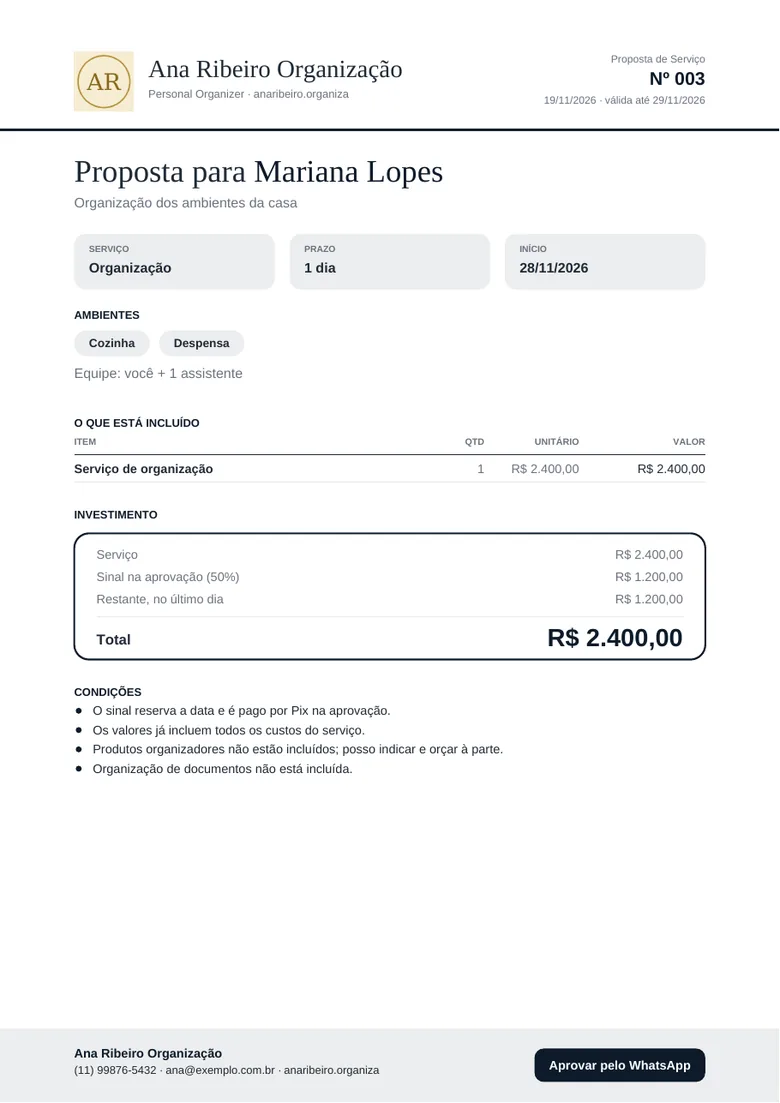 AR
Ana Ribeiro Organização
Personal Organizer · anaribeiro.organiza
Proposta de Serviço
Nº 003
19/11/2026 · válida até 29/11/2026
Proposta para Mariana Lopes
Organização dos ambientes da casa
SERVIÇO
Organização
PRAZO
1 dia
INÍCIO
28/11/2026
AMBIENTES
Cozinha Despensa
Equipe: você + 1 assistente
O QUE ESTÁ INCLUÍDO
ITEM QTD UNITÁRIO VALOR
Serviço de organização 1 R$ 2.400,00 R$ 2.400,00
INVESTIMENTO
Serviço R$ 2.400,00
Sinal na aprovação (50%) R$ 1.200,00
Restante, no último dia R$ 1.200,00
Total R$ 2.400,00
CONDIÇÕES
● O sinal reserva a data e é pago por Pix na aprovação.
● Os valores já incluem todos os custos do serviço.
● Produtos organizadores não estão incluídos; posso indicar e orçar à parte.
● Organização de documentos não está incluída.
Ana Ribeiro Organização
(11) 99876-5432 · ana@exemplo.com.br · anaribeiro.organiza
Aprovar pelo WhatsApp